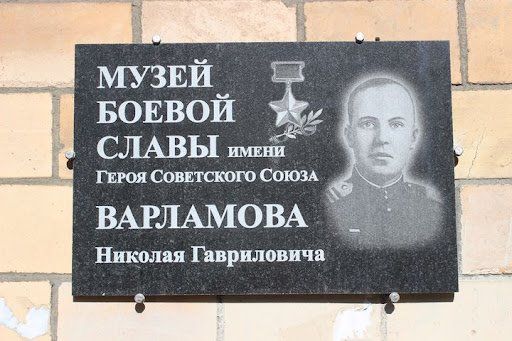 МУЗЕЙ
БОЕВОЙ
СЛАВЫ ИМЕНИ
ГЕРОЯ СОВЕТСКОГО СОЮЗА
ВАРЛАМОВА
Николая Гавриловича